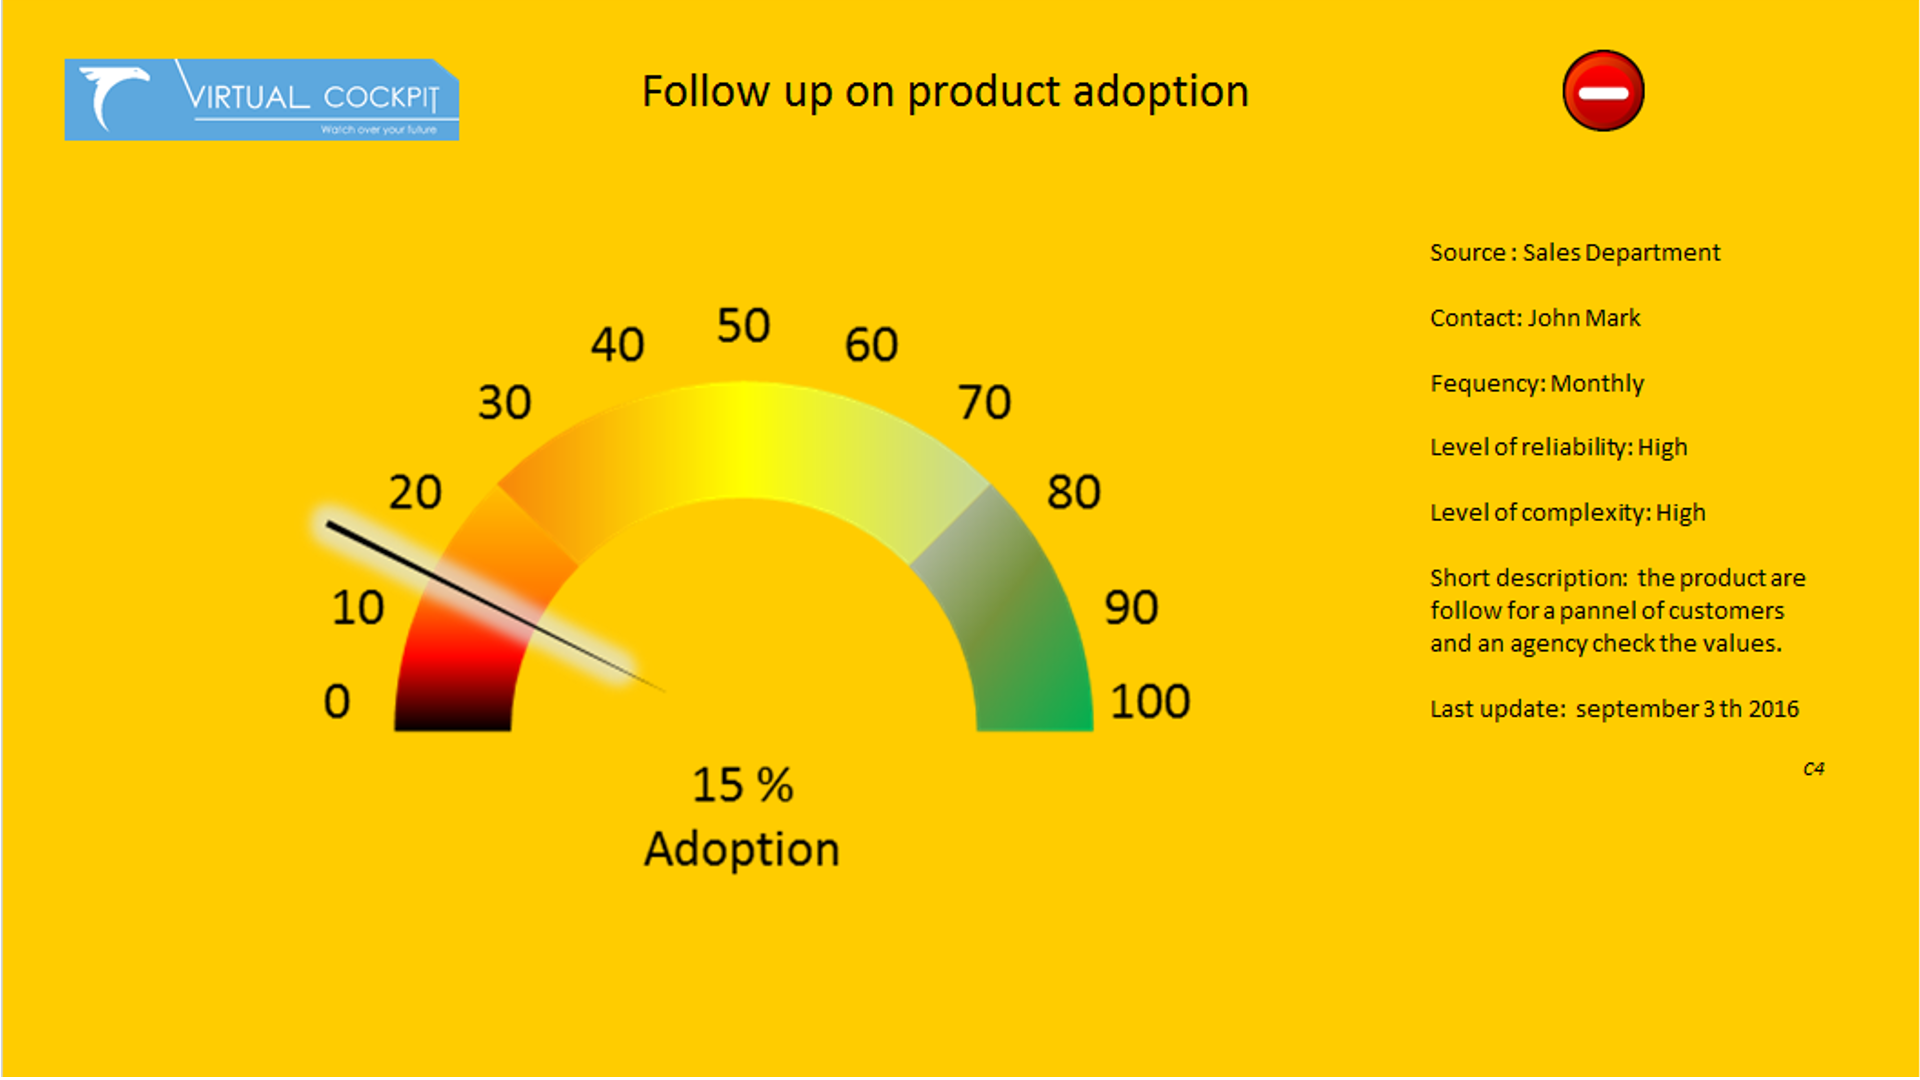 VIRTUAL COCKPIT
Watch over your future
Follow up on product adoption
Source : Sales Department
Contact: John Mark
Fequency: Monthly
Level of reliability: High
Level of complexity: High
Short description: the product are
follow for a pannel of customers
and an agency check the values.
Last update: september 3 th 2016
C4
0
10
20
30
40
50
60
70
80
90
100
15 %
Adoption